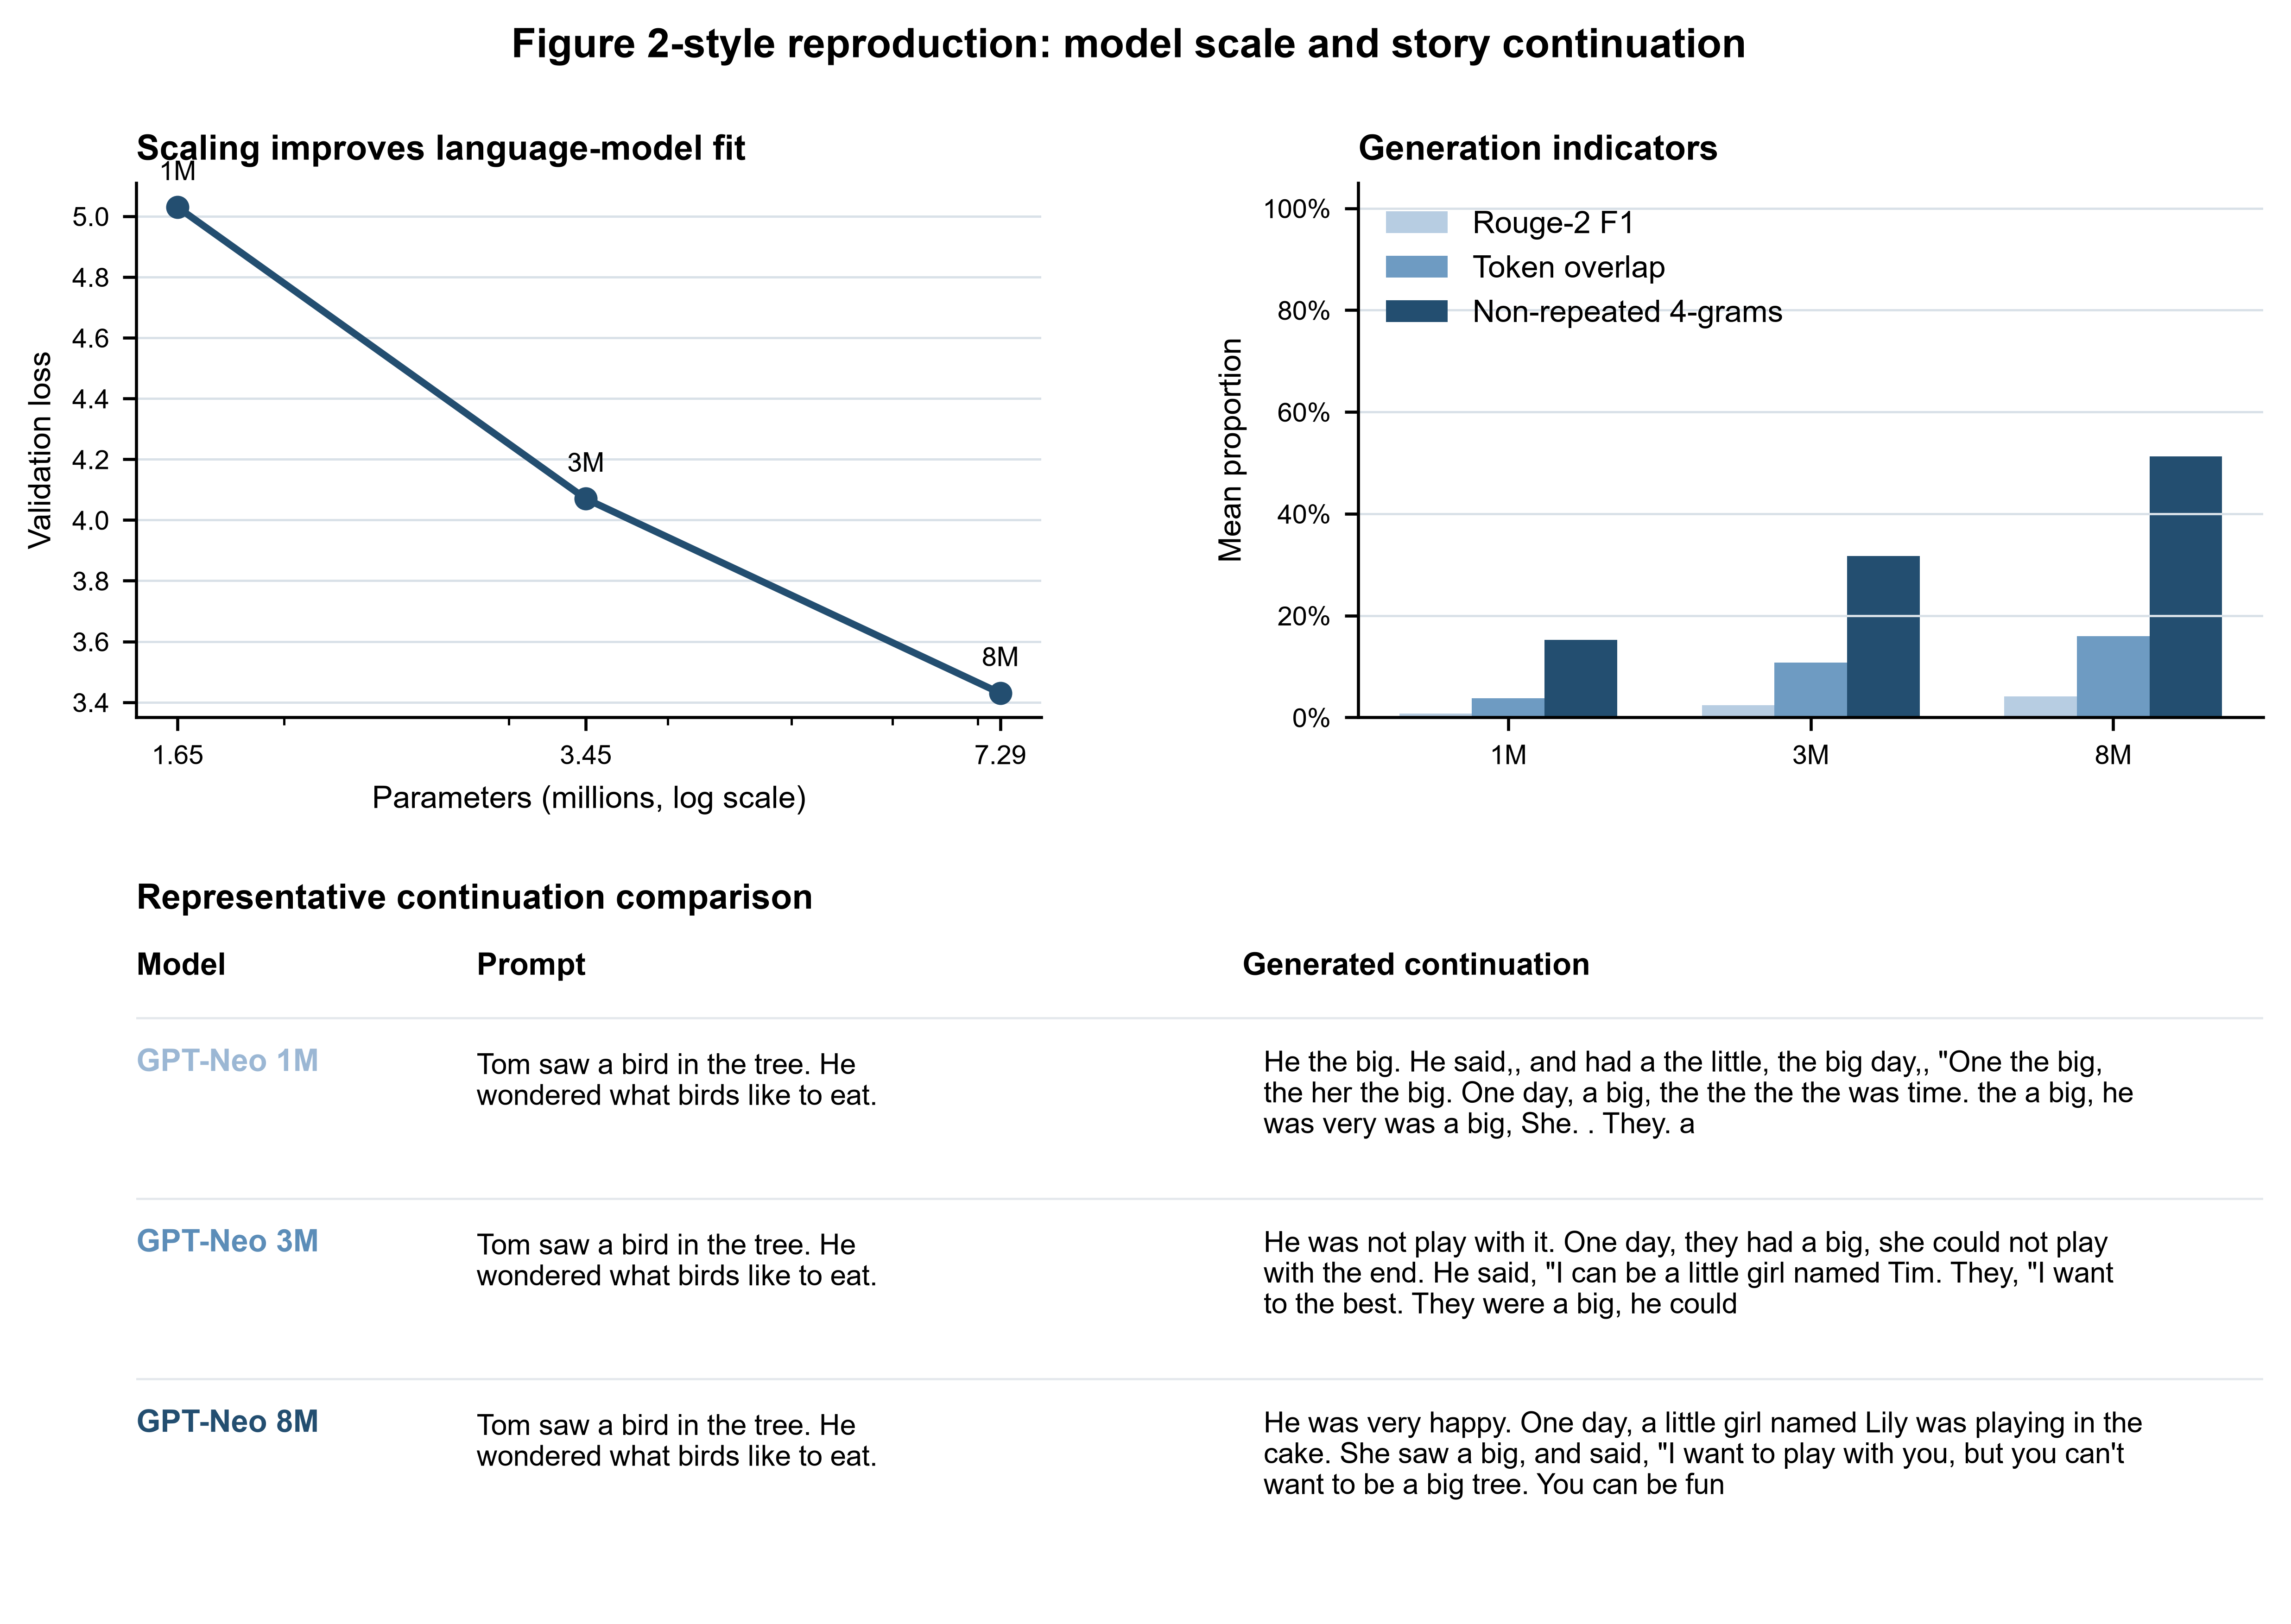 Figure 2-style reproduction: model scale and story continuation
Scaling improves language-model fit
1M
3M
8M
5.0
4.8
4.6
4.4
4.2
4.0
3.8
3.6
3.4
Validation loss
1.65 3.45 7.29
Parameters (millions, log scale)
Generation indicators
Rouge-2 F1
Token overlap
Non-repeated 4-grams
100%
80%
60%
40%
20%
0%
Mean proportion
1M 3M 8M
Representative continuation comparison
Model Prompt Generated continuation
GPT-Neo 1M
Tom saw a bird in the tree. He
wondered what birds like to eat.
He the big. He said,, and had a the little, the big day,, "One the big,
the her the big. One day, a big, the the the the was time. the a big, he
was very was a big, She. . They. a
GPT-Neo 3M
Tom saw a bird in the tree. He
wondered what birds like to eat.
He was not play with it. One day, they had a big, she could not play
with the end. He said, "I can be a little girl named Tim. They, "I want
to the best. They were a big, he could
GPT-Neo 8M
Tom saw a bird in the tree. He
wondered what birds like to eat.
He was very happy. One day, a little girl named Lily was playing in the
cake. She saw a big, and said, "I want to play with you, but you can't
want to be a big tree. You can be fun